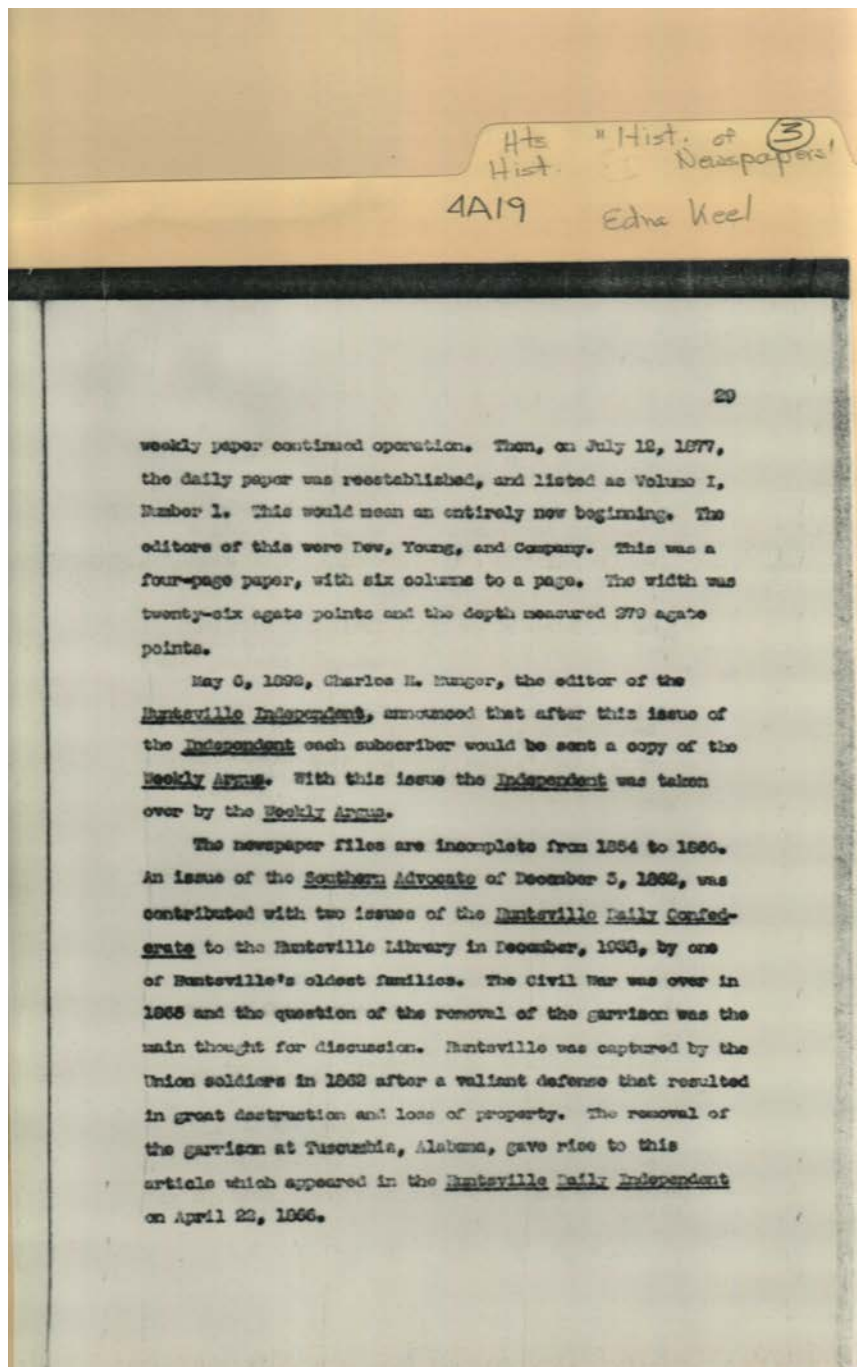 Hts "Hist. of ③
Hist. Newspapers"
4A19 Edna Keel
29
weekly paper continued operation. Then, on July 12, 1877,
the daily paper was reestablished, and listed as Volume I,
Number 1. This would mean an entirely new beginning. The
editors of this were Dew, Young, and Company. This was a
four-page paper, with six columns to a page. The width was
twenty-six agate points and the depth measured 279 agate
points.
May 6, 1892, Charles H. Munger, the editor of the
Huntsville Independent, announced that after this issue of
the Independent each subscriber would be sent a copy of the
Weekly Argus. With this issue the Independent was taken
over by the Weekly Argus.
The newspaper files are incomplete from 1854 to 1866.
An issue of the Southern Advocate of December 3, 1862, was
contributed with two issues of the Huntsville Daily Confed-
erate to the Huntsville Library in December, 1938, by one
of Huntsville's oldest families. The Civil War was over in
1865 and the question of the removal of the garrison was the
main thought for discussion. Huntsville was captured by the
Union soldiers in 1862 after a valiant defense that resulted
in great destruction and loss of property. The removal of
the garrison at Tuscumbia, Alabama, gave rise to this
article which appeared in the Huntsville Daily Independent
on April 22, 1866.